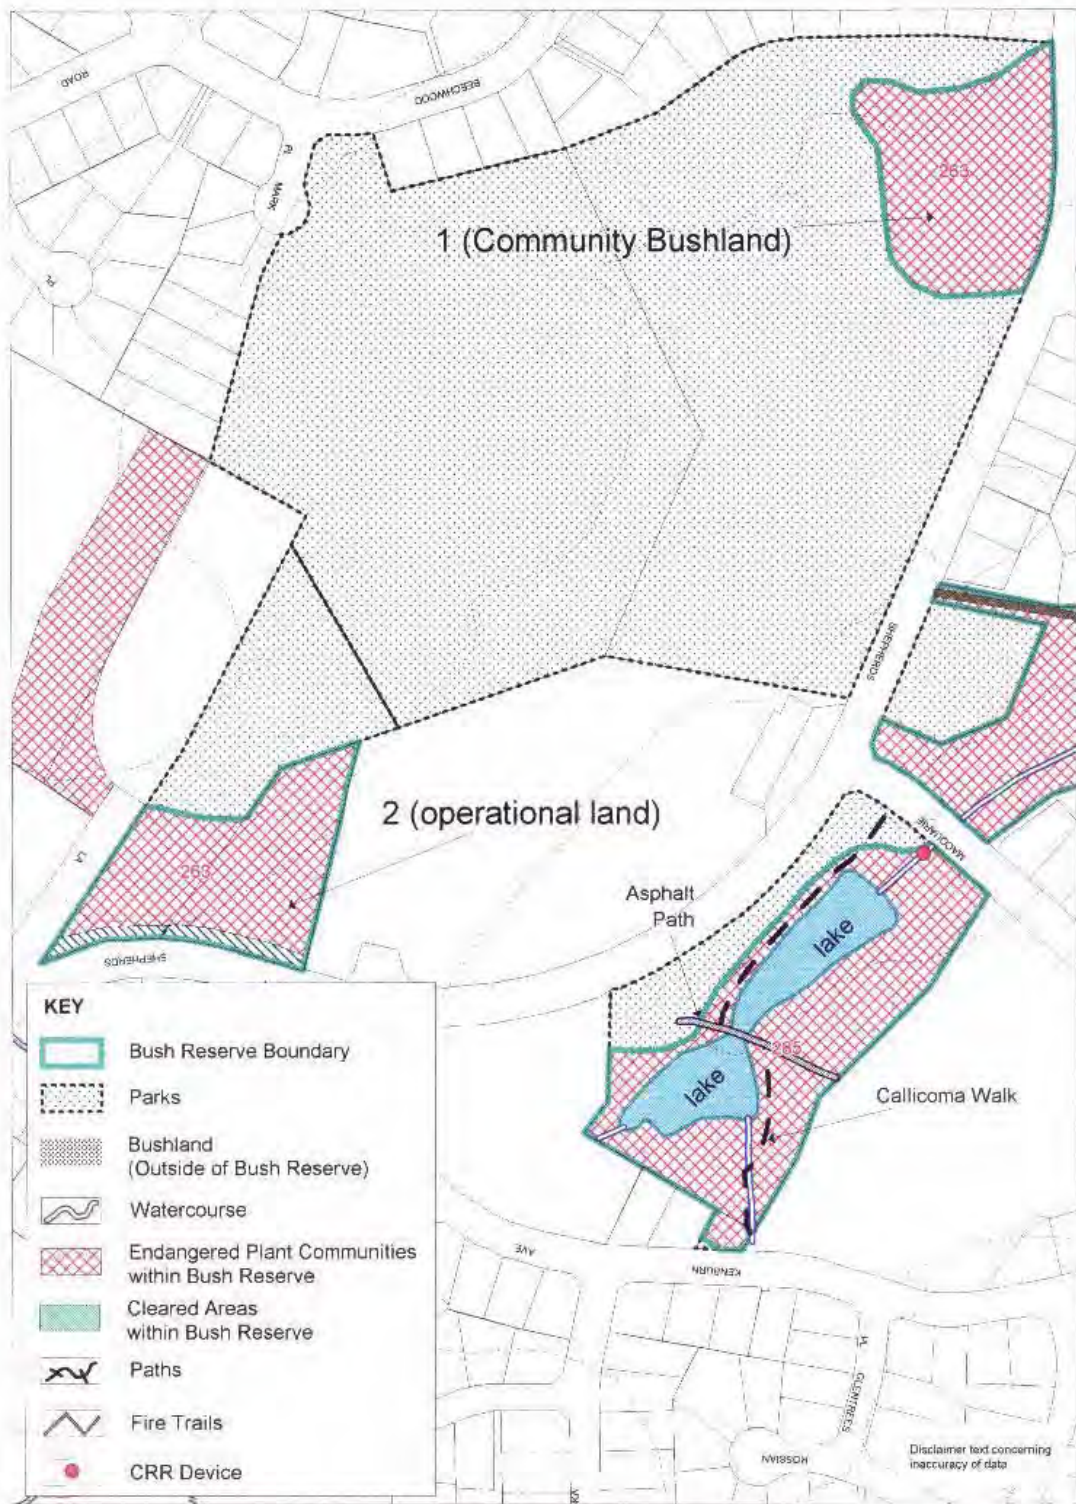 ROAD
BEECHWOOD
PL
MARK
PL
263
1 (Community Bushland)
SHEPHERDS
2 (operational land)
MACQUARIE
LA
263
Asphalt
Path
lake
SHEPHERDS
285
lake
Callicoma Walk
KEY
Bush Reserve Boundary
Parks
Bushland
(Outside of Bush Reserve)
Watercourse
Endangered Plant Communities
within Bush Reserve
Cleared Areas
within Bush Reserve
Paths
Fire Trails
CRR Device
AVE
KENBURN
PL
GLENTREES
ROSSIAN
Disclaimer text concerning
inaccuracy of data